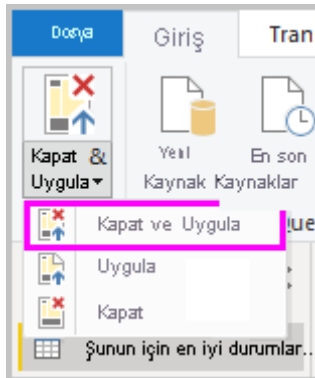 Dosya Giriş Tran
Kapat & Uygula
Yeni Kaynak
En son Kaynaklar
Kapat ve Uygula
Que
Uygula
Kapat
Şunun için en iyi durumlar...